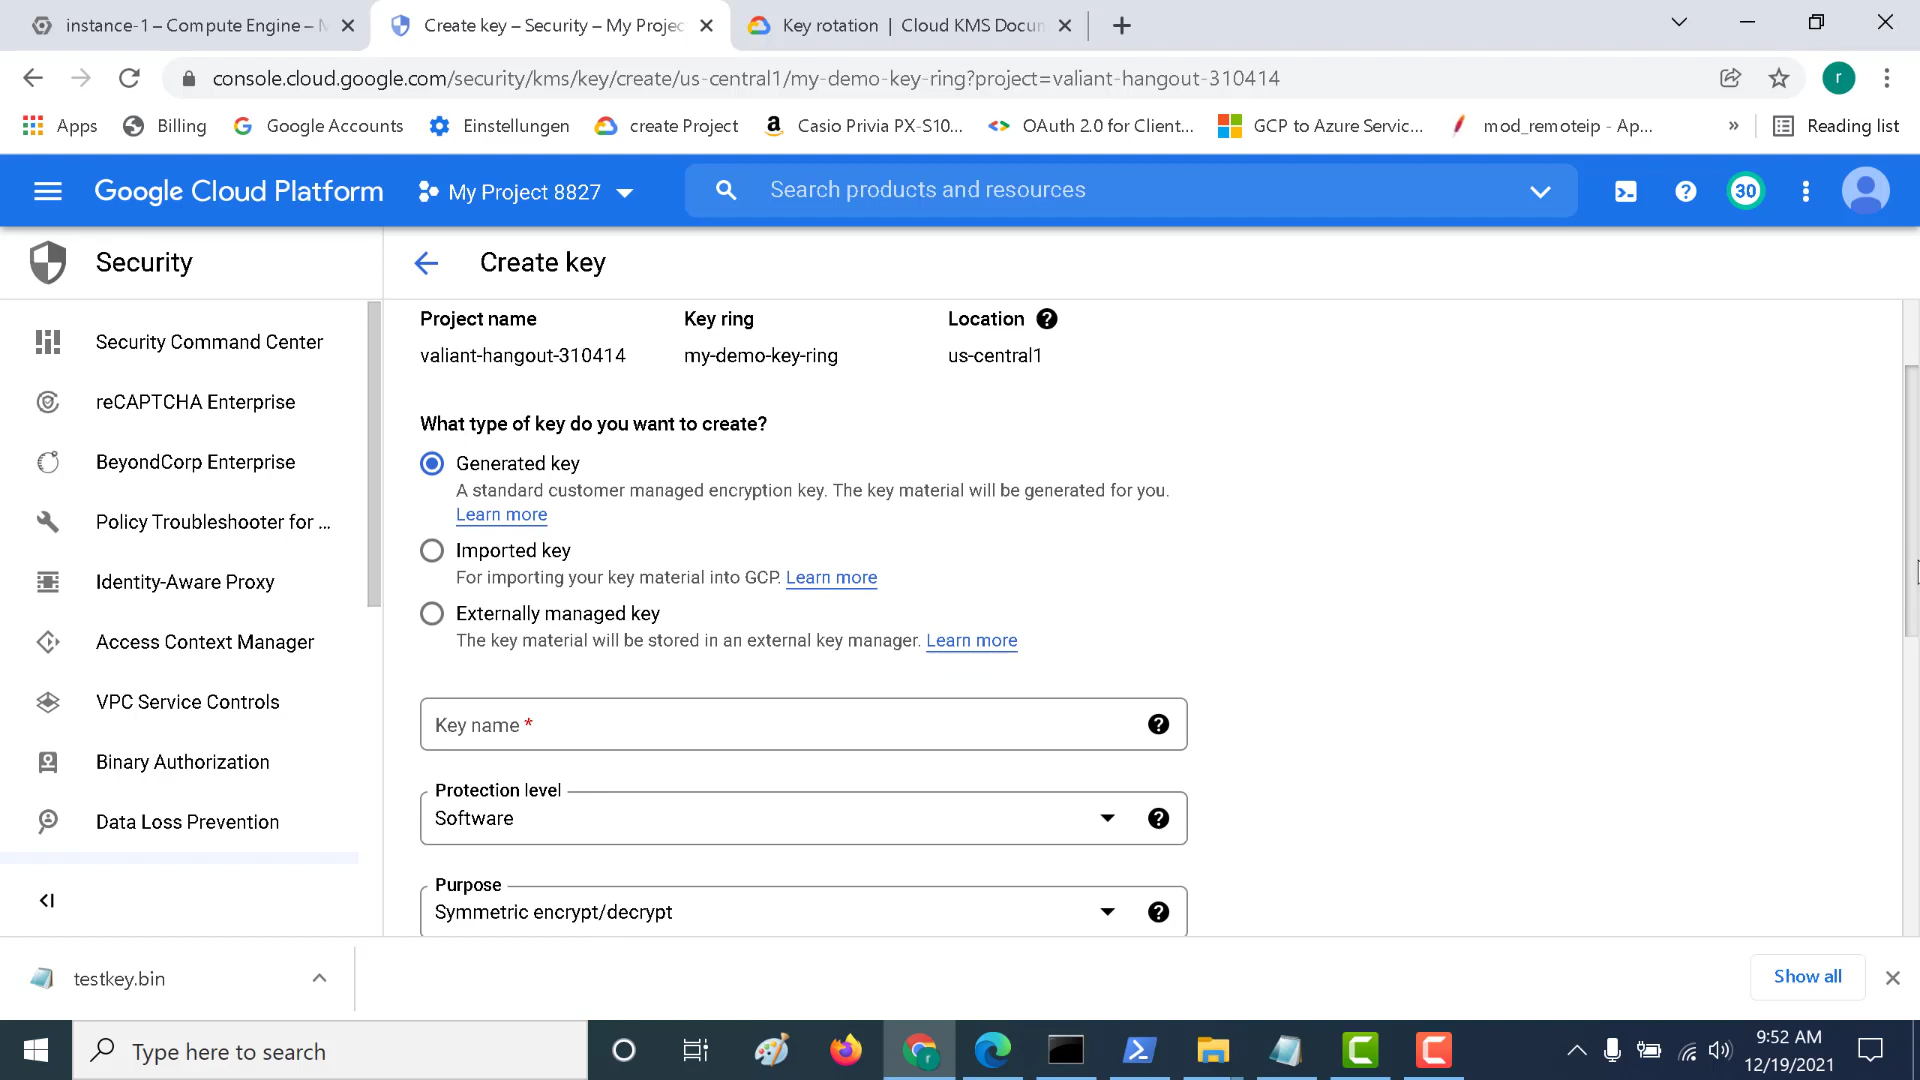 instance-1 – Compute Engine –
Create key – Security – My Projec
Key rotation | Cloud KMS Docun
console.cloud.google.com/security/kms/key/create/us-central1/my-demo-key-ring?project=valiant-hangout-310414
r
Apps
Billing
Google Accounts
Einstellungen
create Project
Casio Privia PX-S10...
OAuth 2.0 for Client...
GCP to Azure Servic...
mod_remoteip - Ap...
»
Reading list
Google Cloud Platform
My Project 8827
Search products and resources
30
Security
Create key
Security Command Center
reCAPTCHA Enterprise
BeyondCorp Enterprise
Policy Troubleshooter for ...
Identity-Aware Proxy
Access Context Manager
VPC Service Controls
Binary Authorization
Data Loss Prevention
Project name
Key ring
Location
valiant-hangout-310414
my-demo-key-ring
us-central1
What type of key do you want to create?
Generated key
A standard customer managed encryption key. The key material will be generated for you.
Learn more
Imported key
For importing your key material into GCP. Learn more
Externally managed key
The key material will be stored in an external key manager. Learn more
Key name *
Protection level
Software
Purpose
Symmetric encrypt/decrypt
testkey.bin
Show all
Type here to search
9:52 AM
12/19/2021